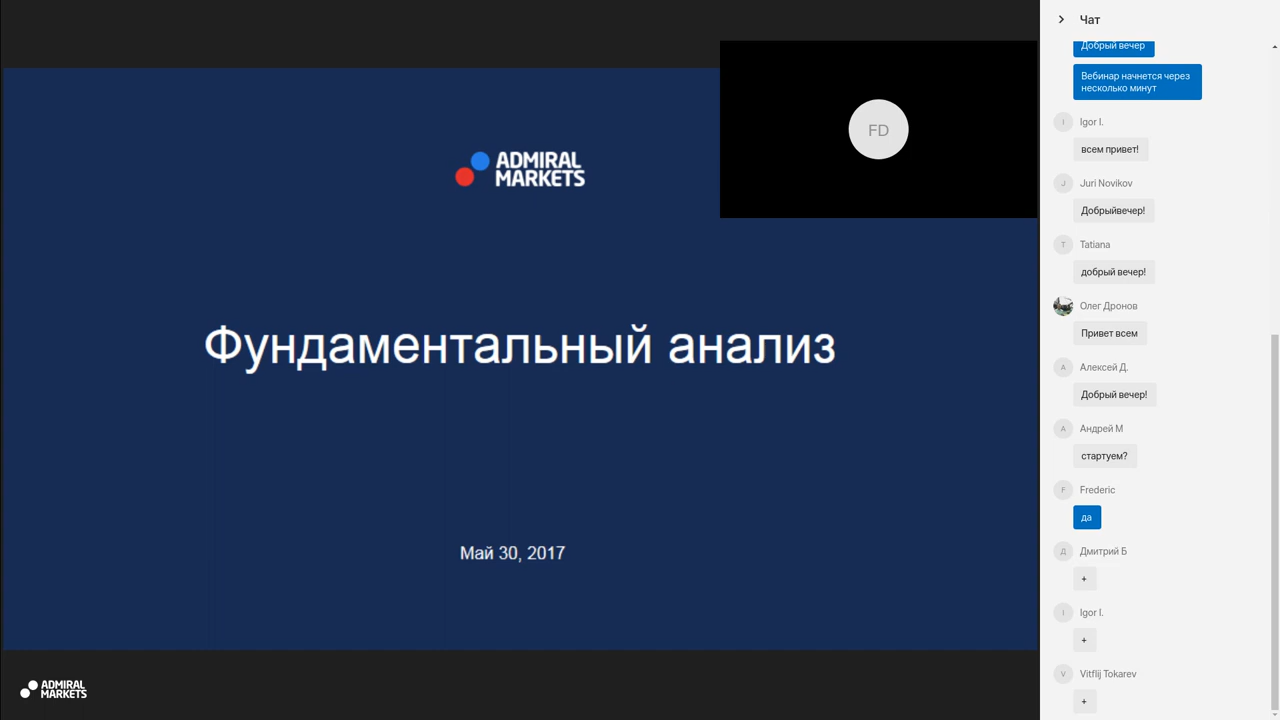 ADMIRAL
MARKETS
FD
Фундаментальный анализ
Май 30, 2017
ADMIRAL
MARKETS
Чат
Добрый вечер
Вебинар начнется через
несколько минут
I
Igor I.
всем привет!
J
Juri Novikov
Добрыйвечер!
T
Tatiana
добрый вечер!
Олег Дронов
Привет всем
А
Алексей Д.
Добрый вечер!
А
Андрей М
стартуем?
F
Frederic
да
Д
Дмитрий Б
+
I
Igor I.
+
V
Vitflij Tokarev
+